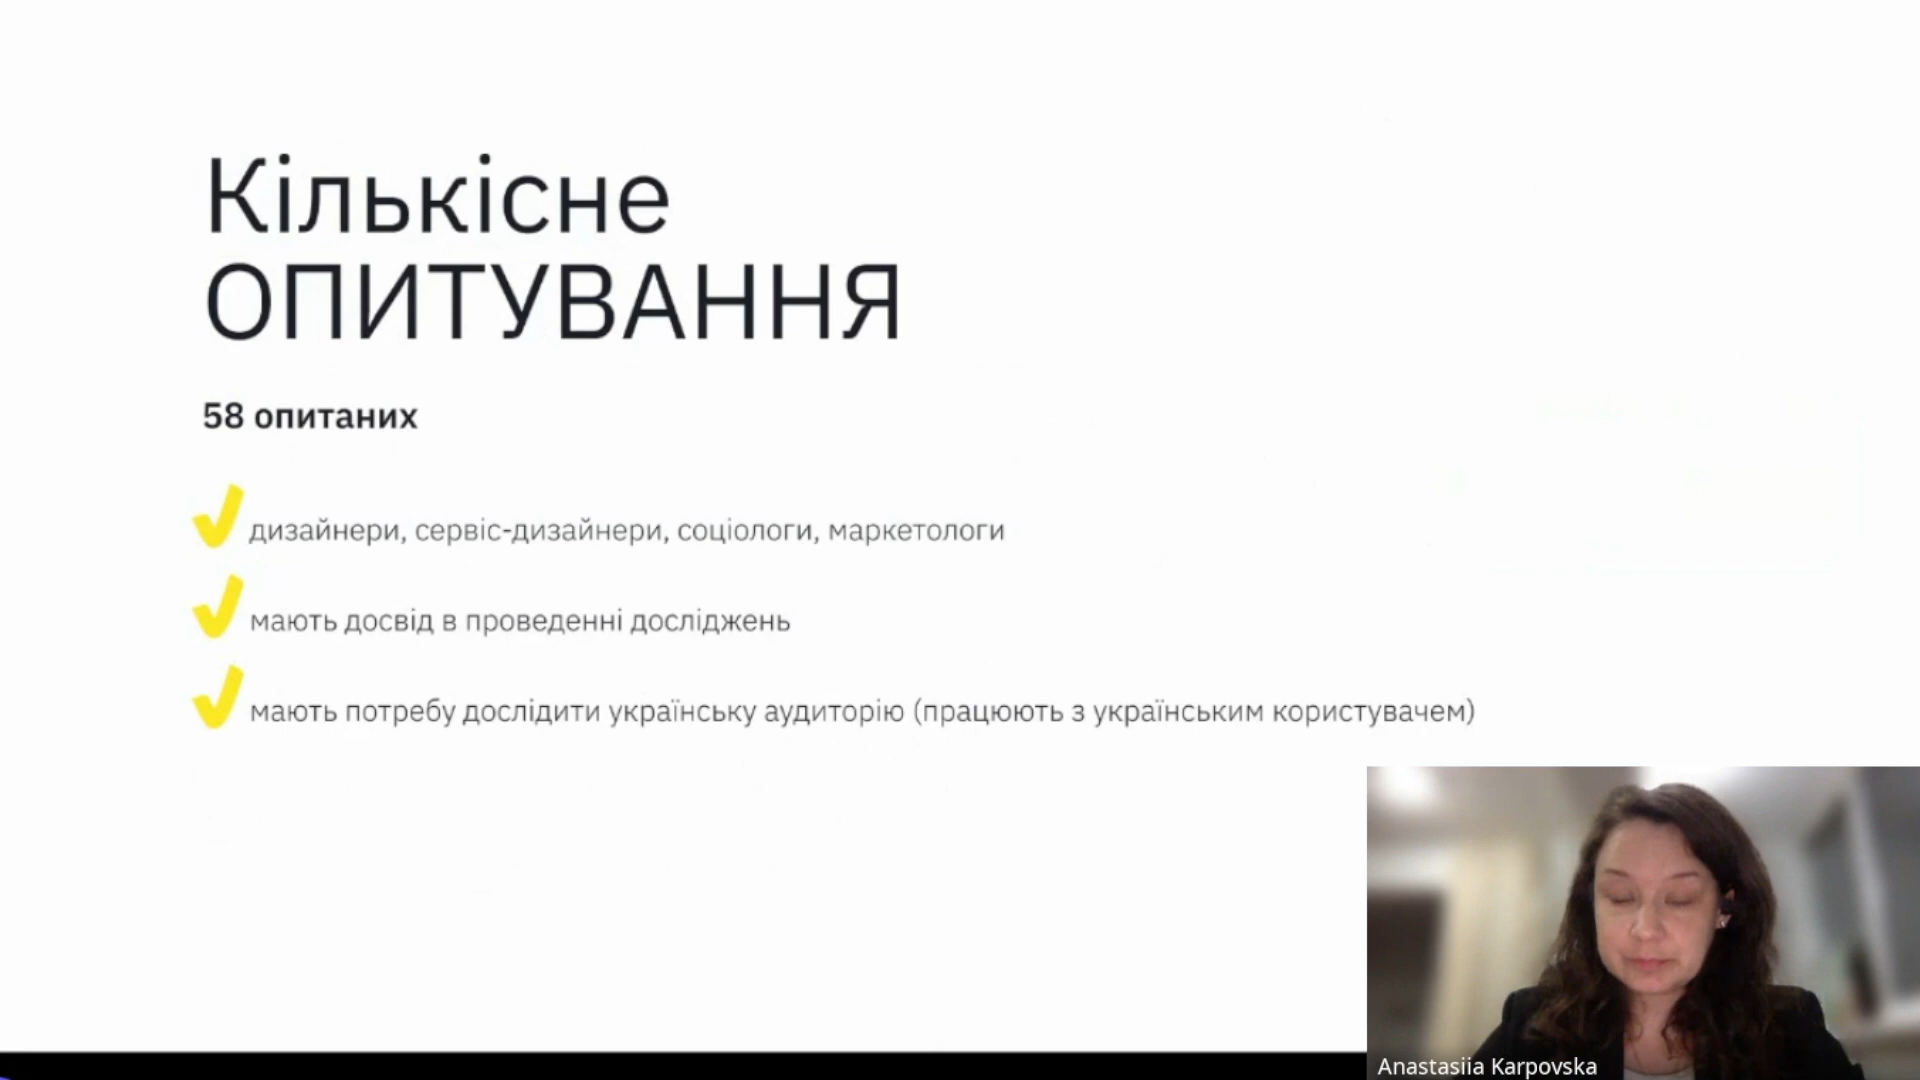 Кількісне
ОПИТУВАННЯ
58 опитаних
дизайнери, сервіс-дизайнери, соціологи, маркетологи
мають досвід в проведенні досліджень
мають потребу дослідити українську аудиторію (працюють з українським користувачем)
Anastasiia Karpovska